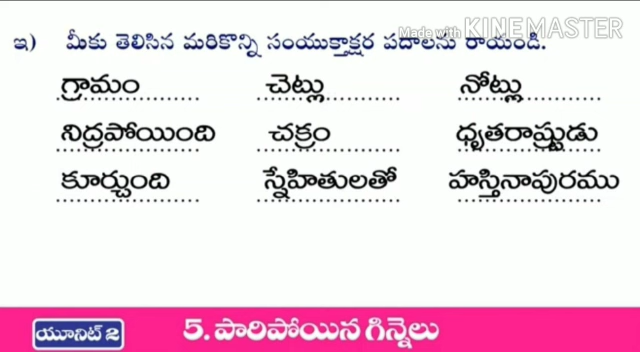 Made with KINEMASTER
ఇ) మీకు తెలిసిన మరికొన్ని సంయుక్తాక్షర పదాలను రాయండి.
గ్రామం చెట్లు నోట్లు
నిద్రపోయింది చక్రం ధృతరాష్ట్రుడు
కూర్చుంది స్నేహితులతో హస్తినాపురము
యూనిట్ 2 5. పారిపోయిన గిన్నెలు